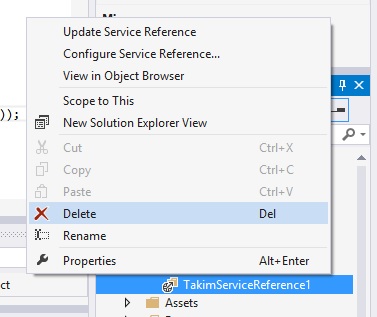 Update Service Reference
Configure Service Reference...
View in Object Browser
Scope to This
New Solution Explorer View
));
Cut Ctrl+X
Copy Ctrl+C
Paste Ctrl+V
Delete Del
Rename
Properties Alt+Enter
ct
TakimServiceReference1
Assets